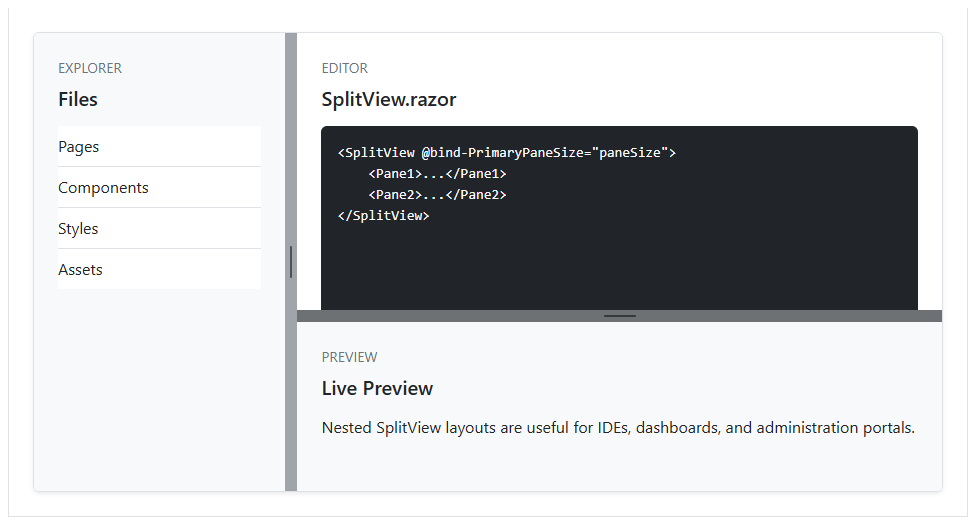 EXPLORER
Files
Pages
Components
Styles
Assets
EDITOR
SplitView.razor
<SplitView @bind-PrimaryPaneSize="paneSize">
    <Pane1>...</Pane1>
    <Pane2>...</Pane2>
</SplitView>
PREVIEW
Live Preview
Nested SplitView layouts are useful for IDEs, dashboards, and administration portals.